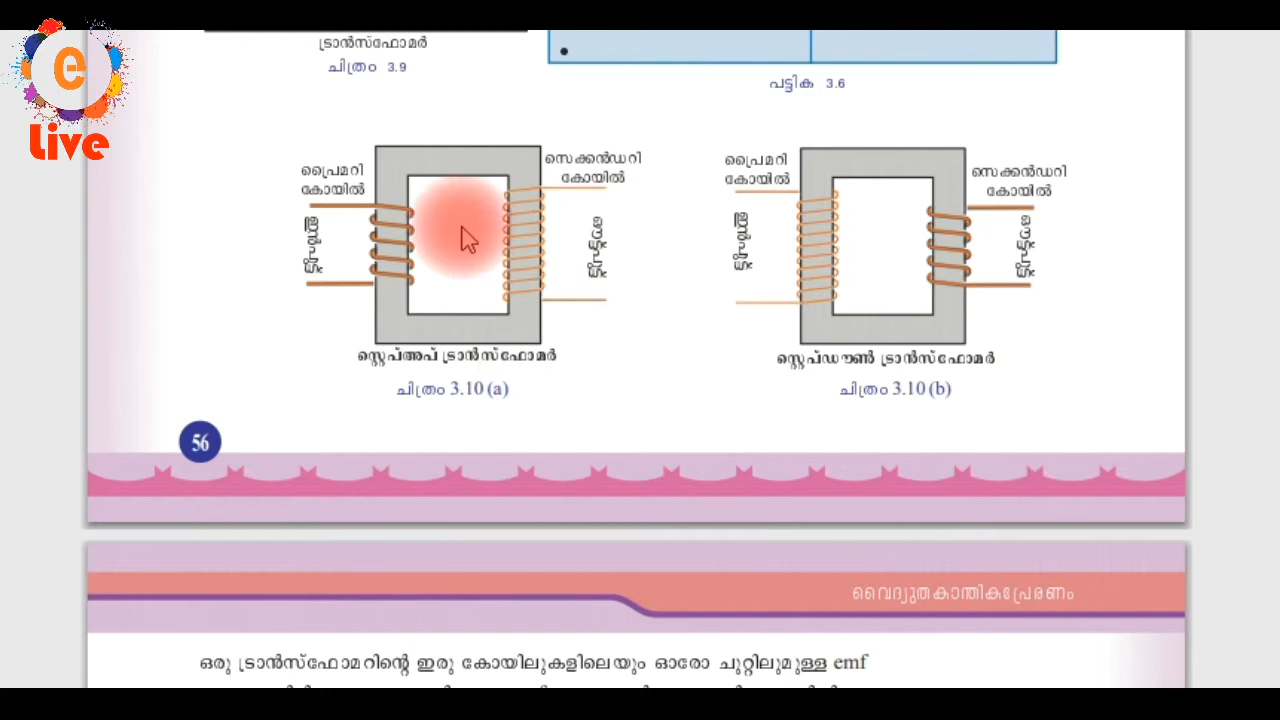 e
Live
ട്രാൻസ്ഫോമർ
ചിത്രം 3.9
•
പട്ടിക 3.6
പ്രൈമറി
കോയിൽ
സെക്കൻഡറി
കോയിൽ
ഇൻപുട്ട്
ഔട്ട്പുട്ട്
സ്റ്റെപ്അപ് ട്രാൻസ്ഫോമർ
ചിത്രം 3.10 (a)
പ്രൈമറി
കോയിൽ
സെക്കൻഡറി
കോയിൽ
ഇൻപുട്ട്
ഔട്ട്പുട്ട്
സ്റ്റെപ്ഡൗൺ ട്രാൻസ്ഫോമർ
ചിത്രം 3.10 (b)
56
വൈദ്യുതകാന്തികപ്രേരണം
ഒരു ട്രാൻസ്ഫോമറിന്റെ ഇരു കോയിലുകളിലെയും ഓരോ ചുറ്റിലുമുള്ള emf